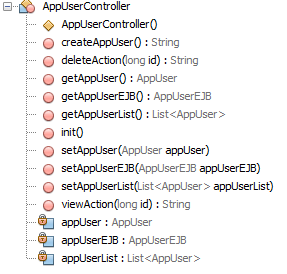 AppUserController
AppUserController()
createAppUser() : String
deleteAction(long id) : String
getAppUser() : AppUser
getAppUserEJB() : AppUserEJB
getAppUserList() : List<AppUser>
init()
setAppUser(AppUser appUser)
setAppUserEJB(AppUserEJB appUserEJB)
setAppUserList(List<AppUser> appUserList)
viewAction(long id) : String
appUser : AppUser
appUserEJB : AppUserEJB
appUserList : List<AppUser>